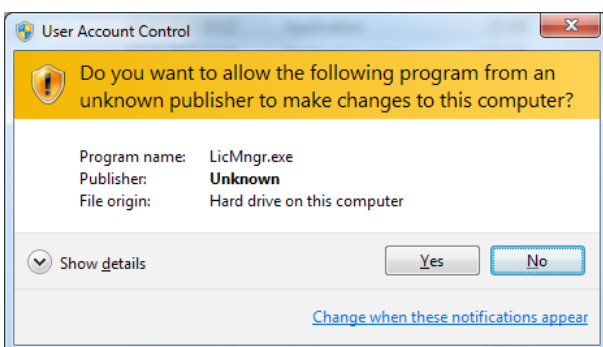 User Account Control
Do you want to allow the following program from an
unknown publisher to make changes to this computer?
Program name: LicMngr.exe
Publisher: Unknown
File origin: Hard drive on this computer
Show details
Yes
No
Change when these notifications appear